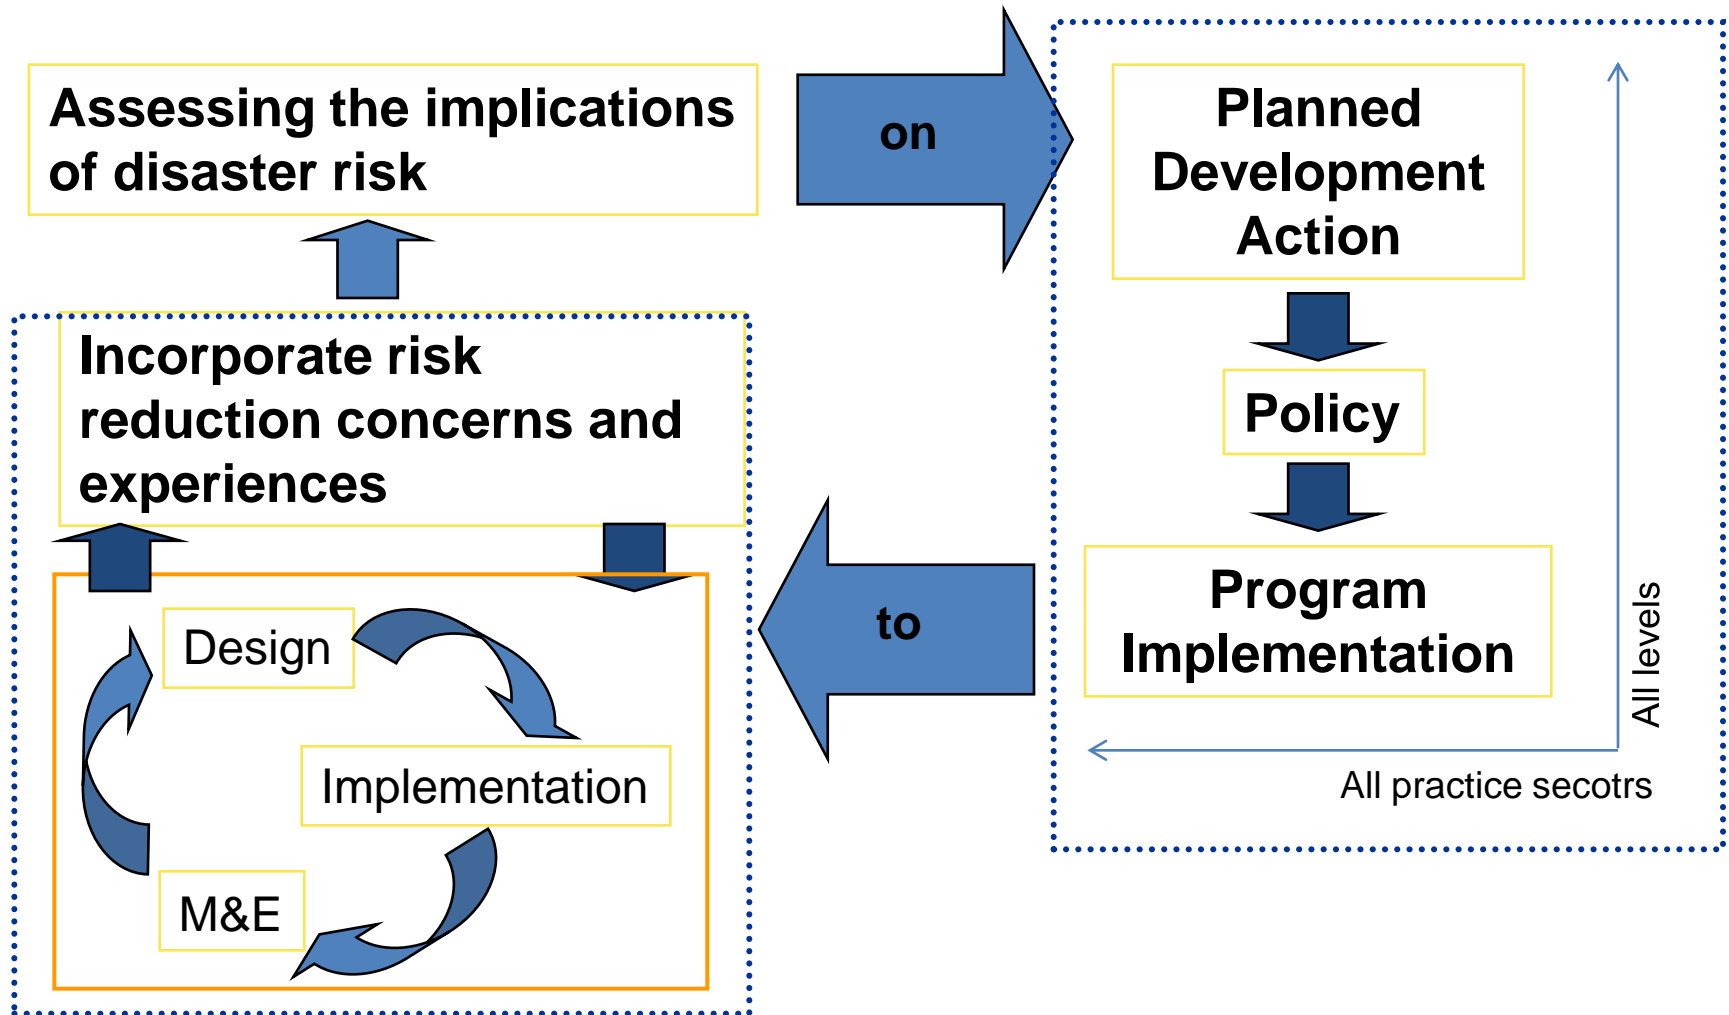 Assessing the implications
of disaster risk
on
Planned
Development
Action
Incorporate risk
reduction concerns and
experiences
Policy
to
Program
Implementation
All levels
All practice secotrs
Design
Implementation
M&E